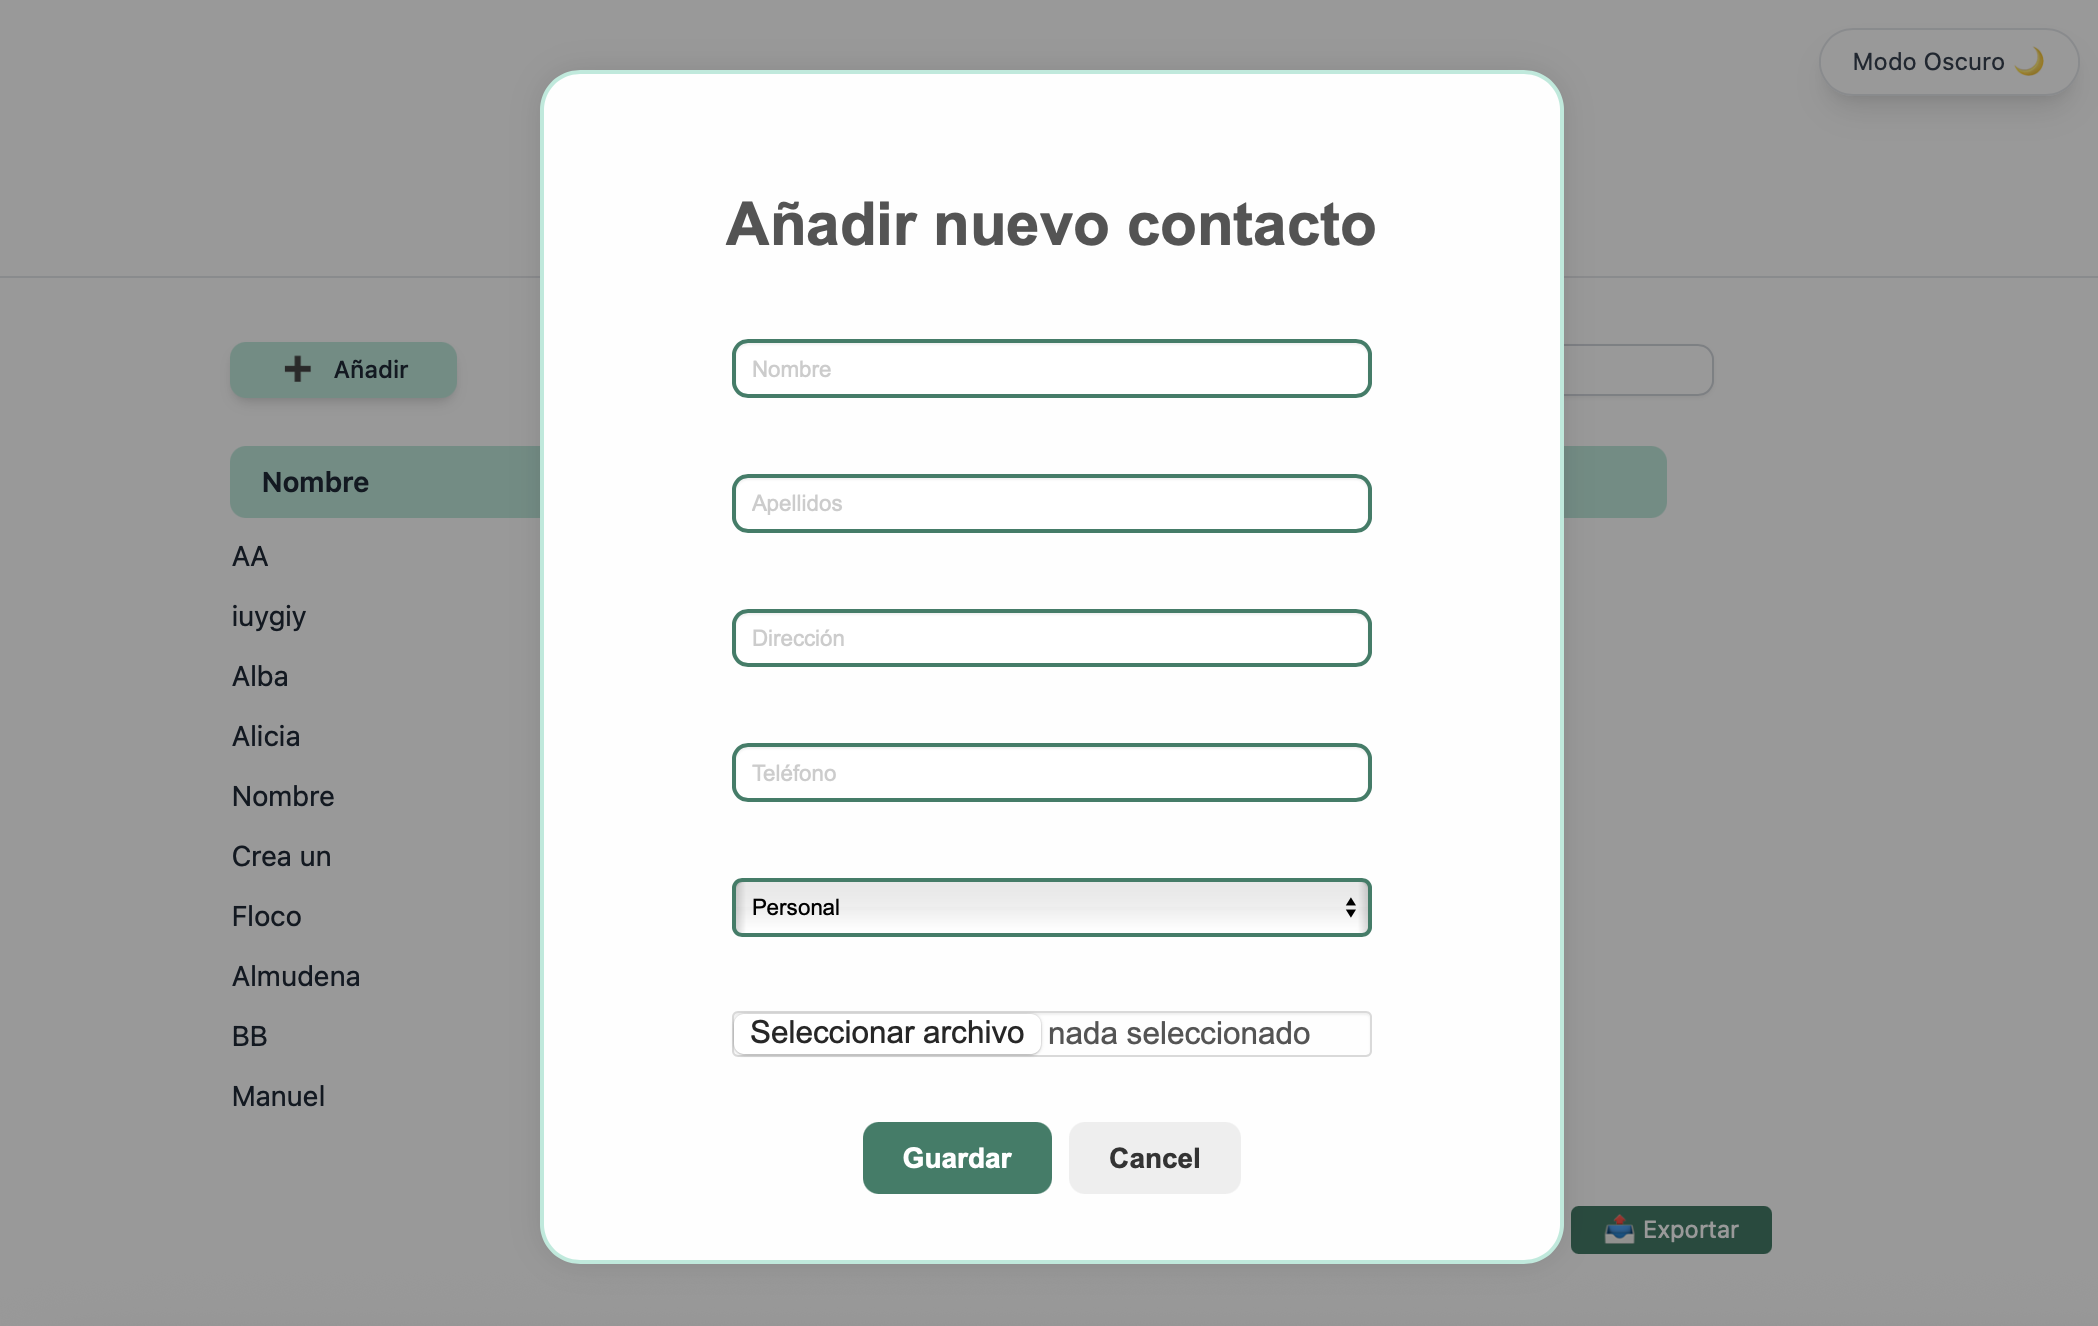 Modo Oscuro 🌙
Añadir nuevo contacto
➕ Añadir
Nombre
Nombre
Apellidos
AA
iuygiy
Dirección
Alba
Alicia
Teléfono
Nombre
Crea un
Personal
Floco
Almudena
Seleccionar archivo nada seleccionado
BB
Manuel
Guardar Cancel
📤 Exportar